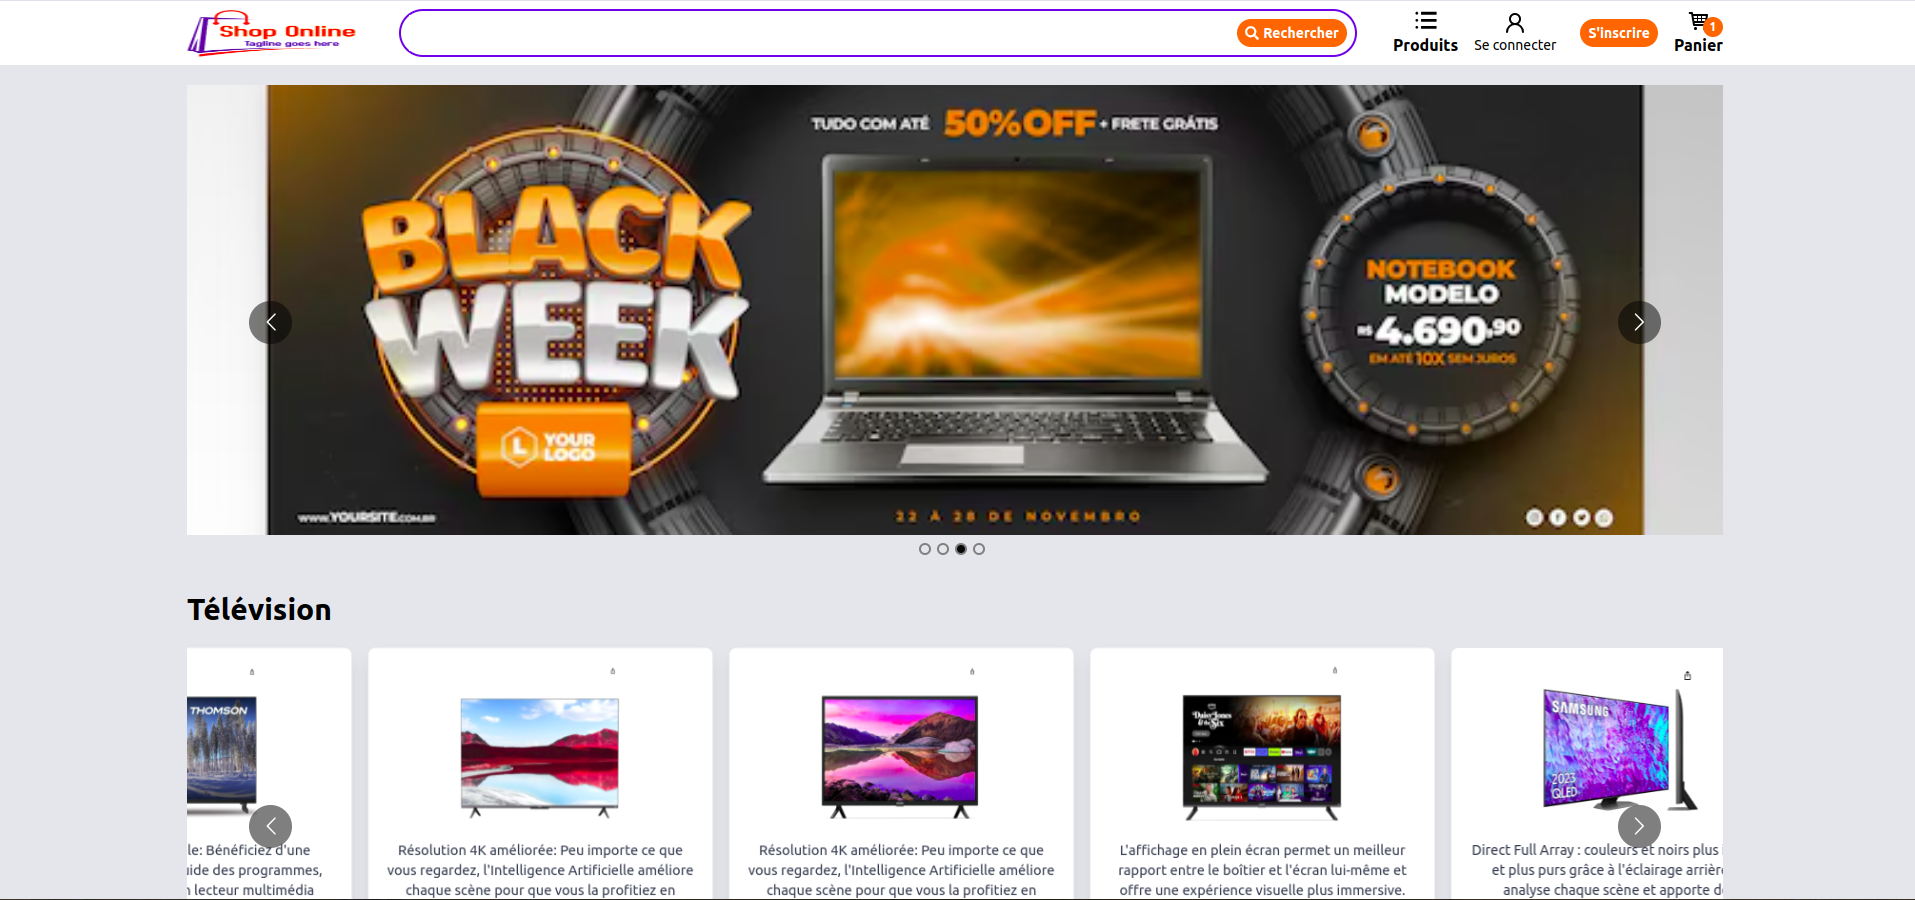 Shop Online
Tagline goes here
Rechercher
Produits
Se connecter
S'inscrire
1
Panier
TUDO COM ATÉ 50%OFF + FRETE GRÁTIS
BLACK
WEEK
L YOUR
LOGO
NOTEBOOK
MODELO
R$ 4.690,90
EM ATÉ 10X SEM JUROS
www.YOURSITE.COM.BR
22 À 28 DE NOVEMBRO
Télévision
THOMSON
Daisy Jones
& the Six
SAMSUNG
2023
QLED
le: Bénéficiez d'une
ide des programmes,
lecteur multimédia
Résolution 4K améliorée: Peu importe ce que
vous regardez, l'Intelligence Artificielle améliore
chaque scène pour que vous la profitiez en
Résolution 4K améliorée: Peu importe ce que
vous regardez, l'Intelligence Artificielle améliore
chaque scène pour que vous la profitiez en
L'affichage en plein écran permet un meilleur
rapport entre le boîtier et l'écran lui-même et
offre une expérience visuelle plus immersive.
Direct Full Array : couleurs et noirs plus
et plus purs grâce à l'éclairage arrièr
analyse chaque scène et apporte d